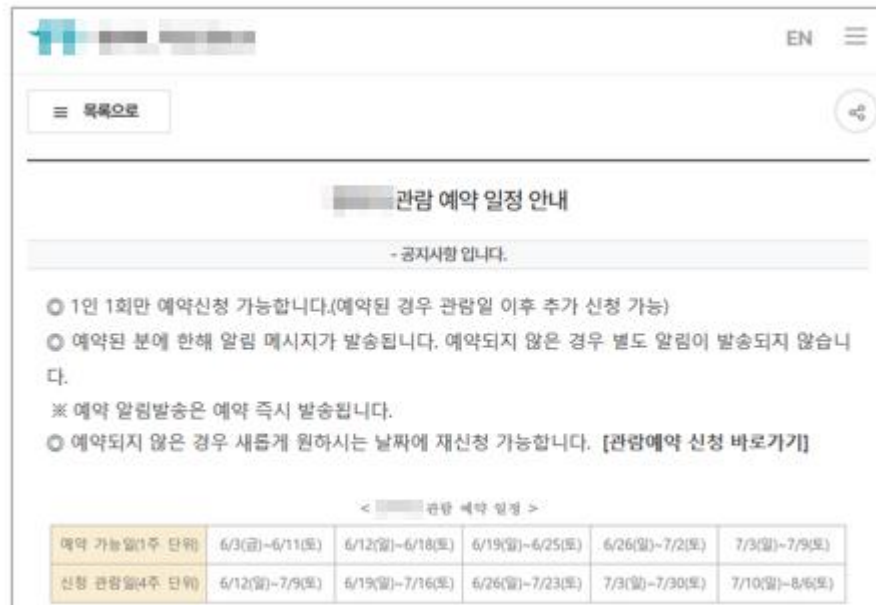 EN
목록으로
관람 예약 일정 안내
- 공지사항 입니다.
◎ 1인 1회만 예약신청 가능합니다.(예약된 경우 관람일 이후 추가 신청 가능)
◎ 예약된 분에 한해 알림 메시지가 발송됩니다. 예약되지 않은 경우 별도 알림이 발송되지 않습니
다.
※ 예약 알림발송은 예약 즉시 발송됩니다.
◎ 예약되지 않은 경우 새롭게 원하시는 날짜에 재신청 가능합니다. [관람예약 신청 바로가기]
< 관람 예약 일정 >
예약 가능일(1주 단위) 6/3(금)~6/11(토) 6/12(일)~6/18(토) 6/19(일)~6/25(토) 6/26(일)~7/2(토) 7/3(일)~7/9(토)
신청 관람일(4주 단위) 6/12(일)~7/9(토) 6/19(일)~7/16(토) 6/26(일)~7/23(토) 7/3(일)~7/30(토) 7/10(일)~8/6(토)